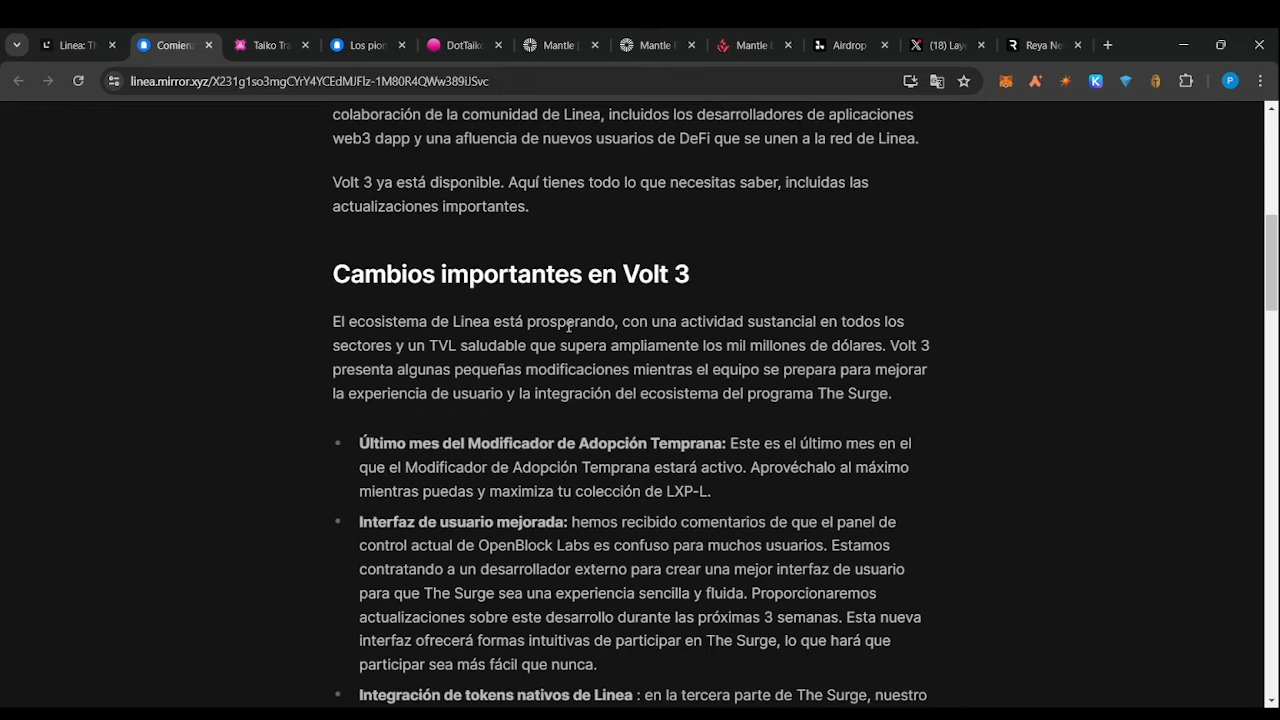 Linea: Th
Comienz
Taiko Tra
Los pion
DotTaiko
Mantle |
Mantle R
Mantle L
Airdrop
(18) Laye
Reya Ne
linea.mirror.xyz/X231g1so3mgCYrY4YCEdMJFlz-1M80R4QWw389iJSvc
colaboración de la comunidad de Linea, incluidos los desarrolladores de aplicaciones
web3 dapp y una afluencia de nuevos usuarios de DeFi que se unen a la red de Linea.
Volt 3 ya está disponible. Aquí tienes todo lo que necesitas saber, incluidas las
actualizaciones importantes.
Cambios importantes en Volt 3
El ecosistema de Linea está prosperando, con una actividad sustancial en todos los
sectores y un TVL saludable que supera ampliamente los mil millones de dólares. Volt 3
presenta algunas pequeñas modificaciones mientras el equipo se prepara para mejorar
la experiencia de usuario y la integración del ecosistema del programa The Surge.
Último mes del Modificador de Adopción Temprana: Este es el último mes en el
que el Modificador de Adopción Temprana estará activo. Aprovéchalo al máximo
mientras puedas y maximiza tu colección de LXP-L.
Interfaz de usuario mejorada: hemos recibido comentarios de que el panel de
control actual de OpenBlock Labs es confuso para muchos usuarios. Estamos
contratando a un desarrollador externo para crear una mejor interfaz de usuario
para que The Surge sea una experiencia sencilla y fluida. Proporcionaremos
actualizaciones sobre este desarrollo durante las próximas 3 semanas. Esta nueva
interfaz ofrecerá formas intuitivas de participar en The Surge, lo que hará que
participar sea más fácil que nunca.
Integración de tokens nativos de Linea : en la tercera parte de The Surge, nuestro